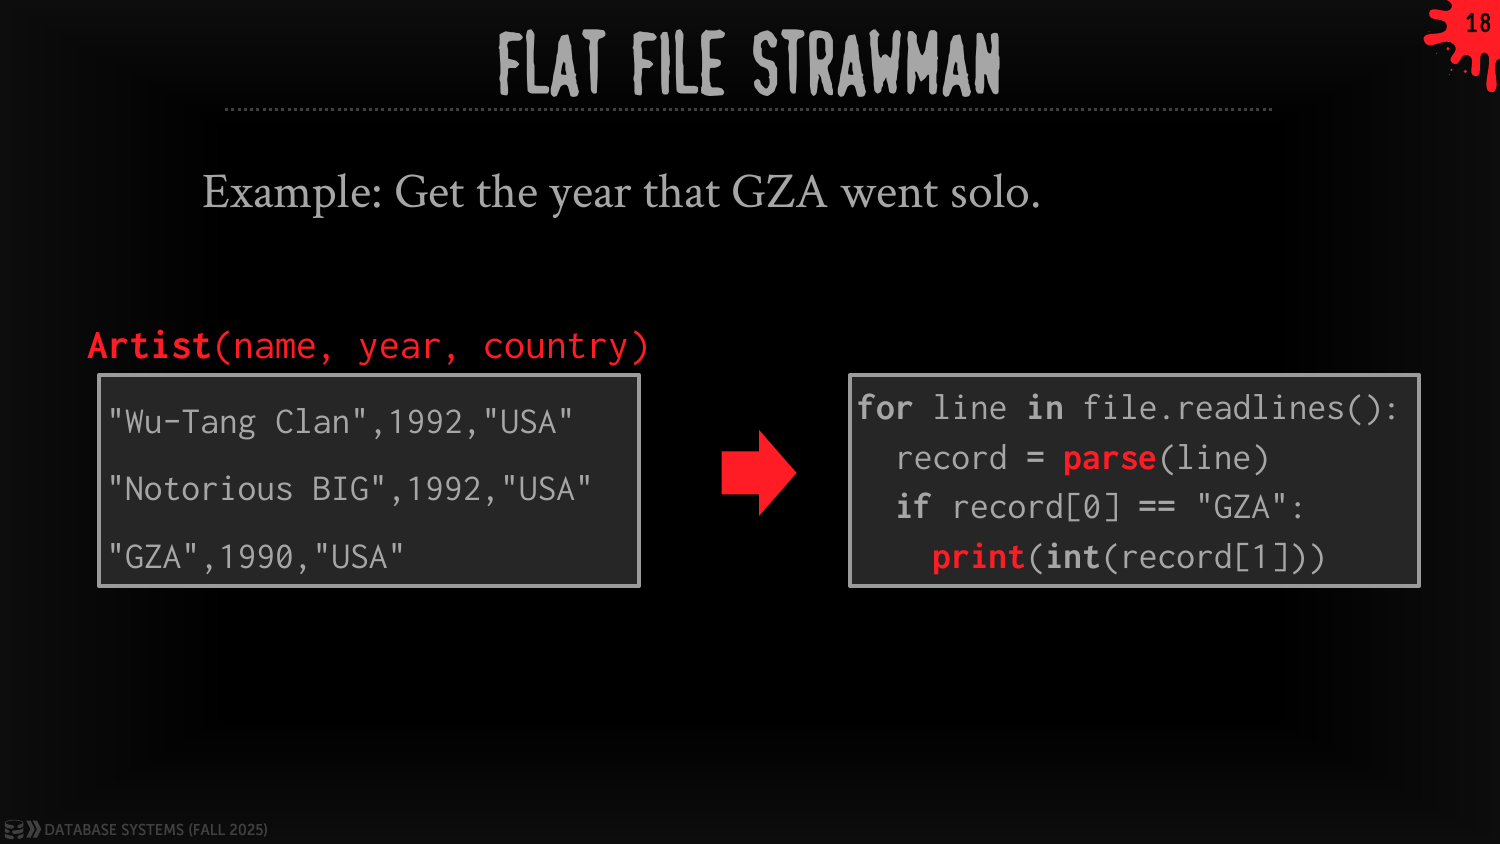 18
FLAT FILE STRAWMAN
Example: Get the year that GZA went solo.
Artist(name, year, country)
"Wu-Tang Clan",1992,"USA"
"Notorious BIG",1992,"USA"
"GZA",1990,"USA"
for line in file.readlines():
  record = parse(line)
  if record[0] == "GZA":
    print(int(record[1]))
DATABASE SYSTEMS (FALL 2025)